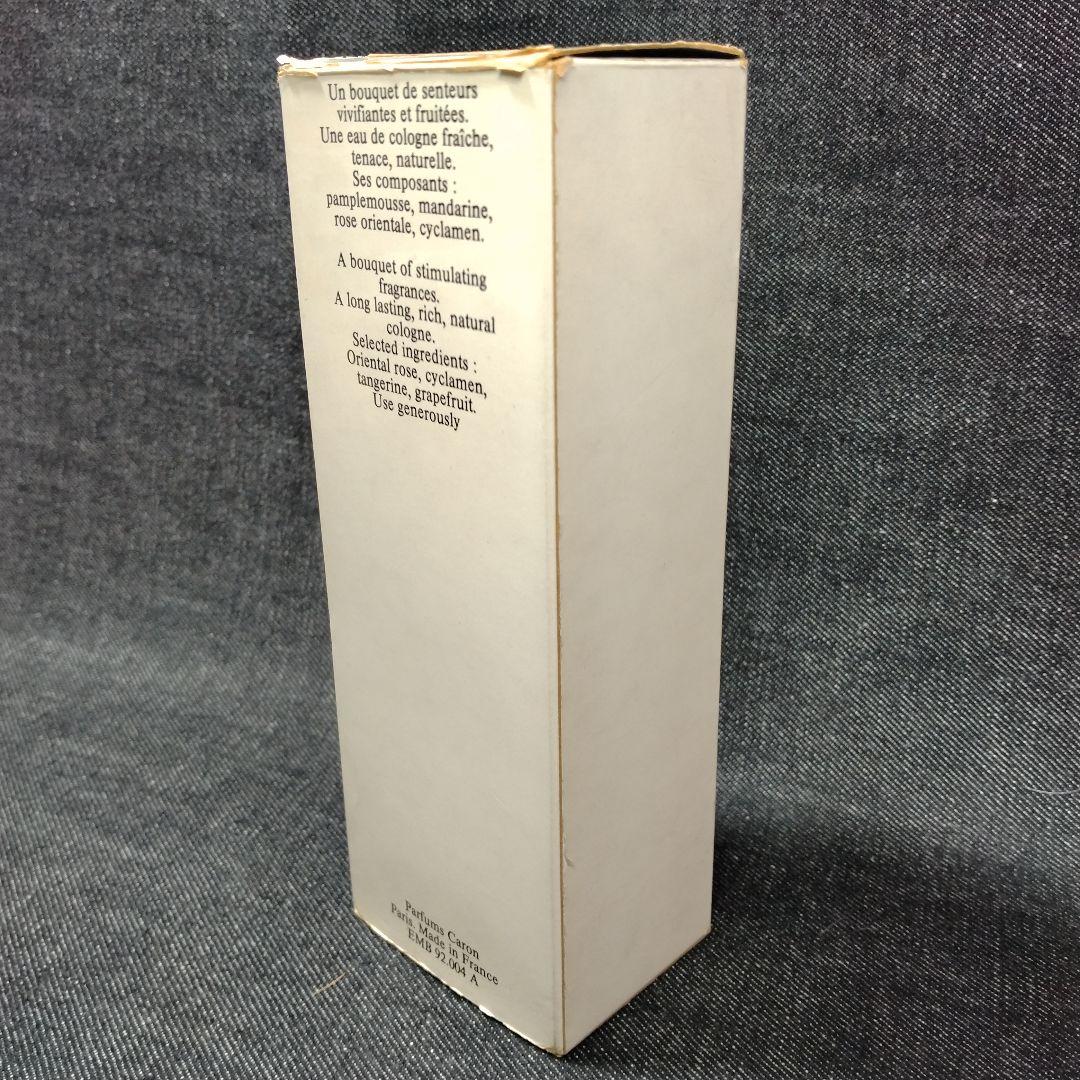 Un bouquet de senteurs
vivifiantes et fruitées.
Une eau de cologne fraîche,
tenace, naturelle.
Ses composants :
pamplemousse, mandarine,
rose orientale, cyclamen.
A bouquet of stimulating
fragrances.
A long lasting, rich, natural
cologne.
Selected ingredients :
Oriental rose, cyclamen,
tangerine, grapefruit.
Use generously
Parfums Caron
Paris. Made in France
EMB 92.004 A